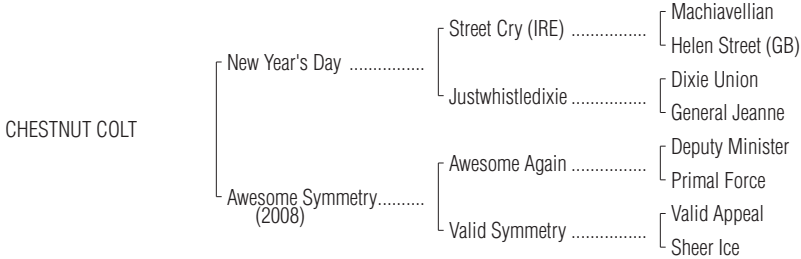 Machiavellian
Street Cry (IRE) ................
Helen Street (GB)
New Year's Day ................
Dixie Union
Justwhistledixie ................
General Jeanne
CHESTNUT COLT
Deputy Minister
Awesome Again ................
Primal Force
Awesome Symmetry..........
(2008)
Valid Appeal
Valid Symmetry ................
Sheer Ice